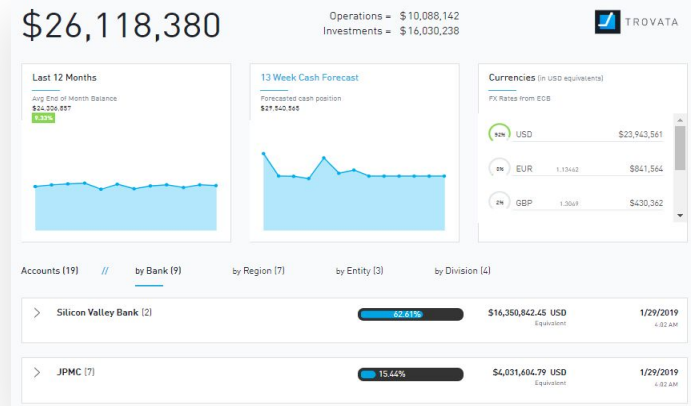 $26,118,380
Operations = $10,088,142
Investments = $16,030,238
TROVATA
Last 12 Months
Avg End of Month Balance
$24,306,857
9.33%
13 Week Cash Forecast
Forecasted cash position
$29,540,565
Currencies (in USD equivalents)
FX Rates from ECB
92% USD $23,943,561
EUR 1.13442 $841,564
2% GBP 1.3069 $430,362
Accounts (19) // by Bank (9) by Region (7) by Entity (3) by Division (4)
Silicon Valley Bank (2) 62.61% $16,350,842.45 USD 1/29/2019
Equivalent 4:02 AM
JPMC (7) 15.44% $4,031,604.79 USD 1/29/2019
Equivalent 4:02 AM